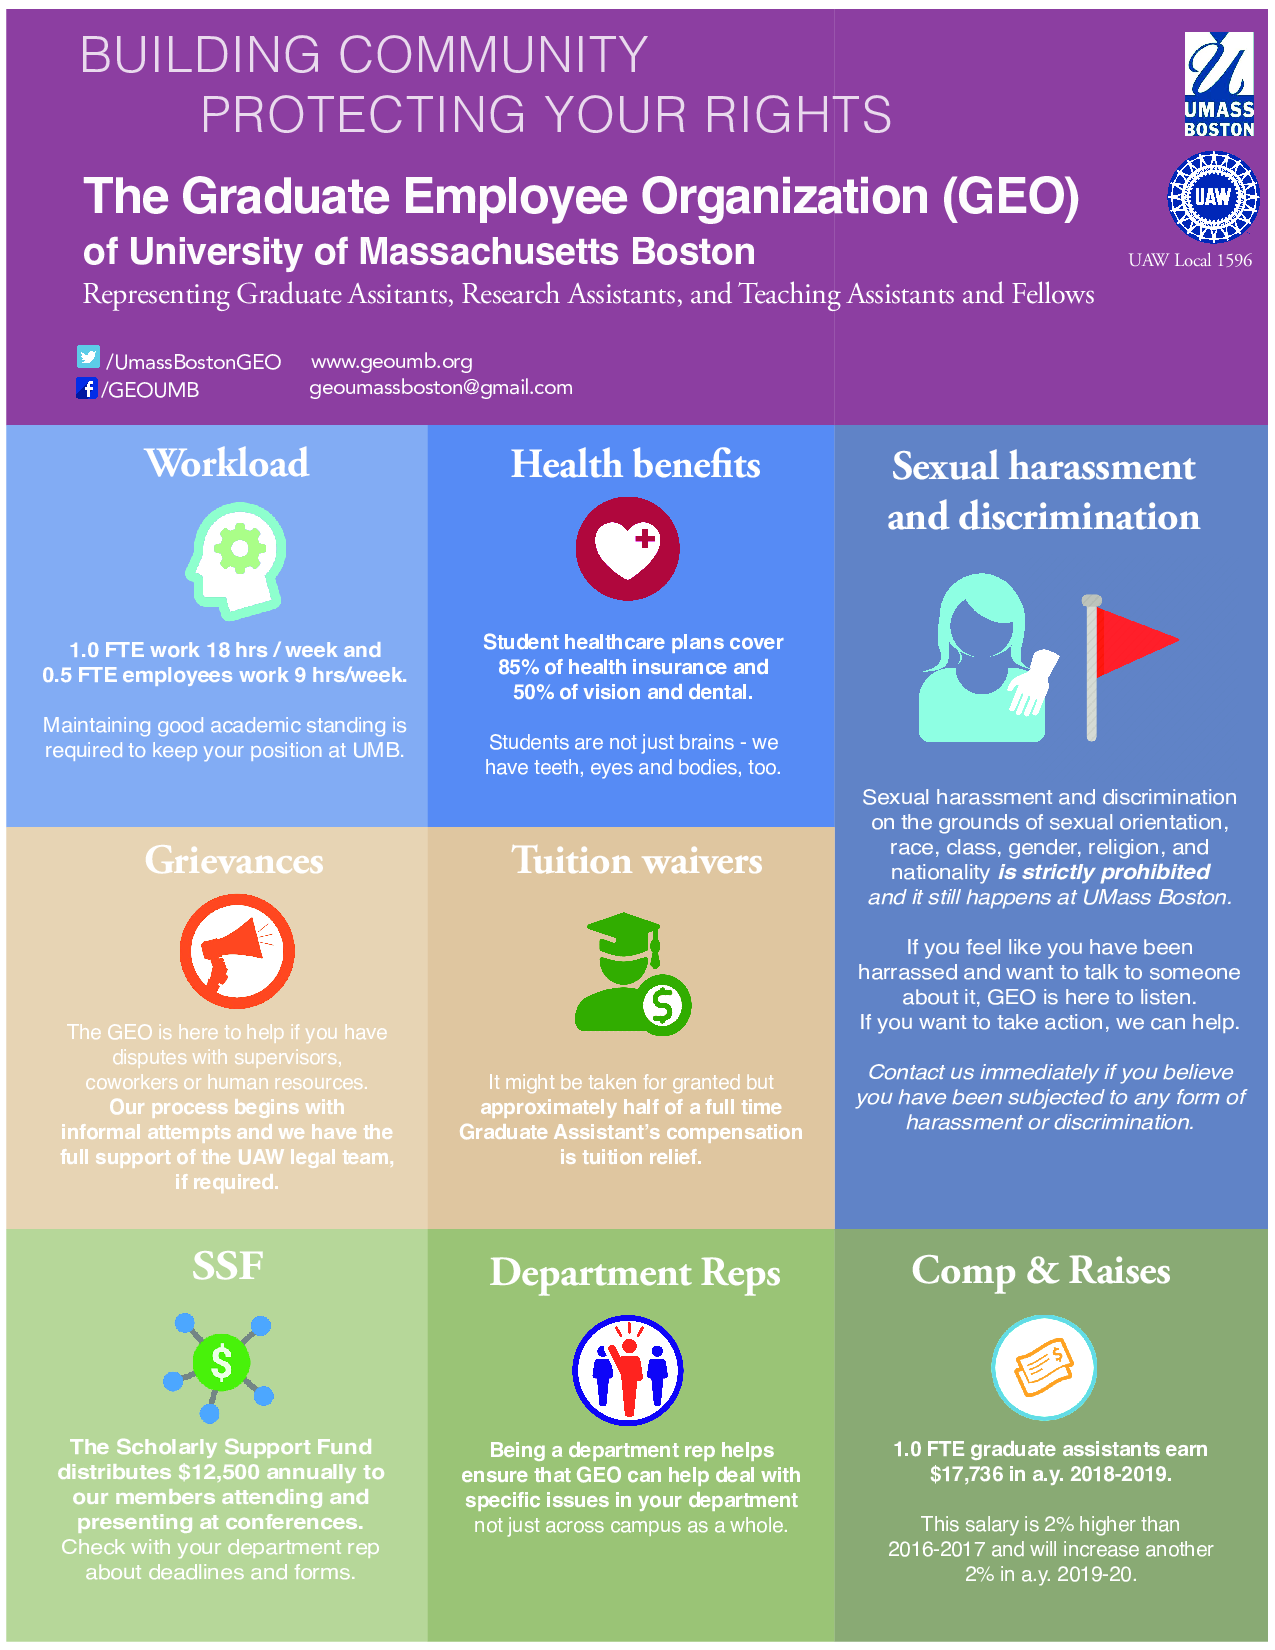 BUILDING COMMUNITY
PROTECTING YOUR RIGHTS
UMASS
BOSTON
The Graduate Employee Organization (GEO)
of University of Massachusetts Boston
Representing Graduate Assitants, Research Assistants, and Teaching Assistants and Fellows
UAW
UAW Local 1596
/UmassBostonGEO
www.geoumb.org
/GEOUMB
geoumassboston@gmail.com
Workload
1.0 FTE work 18 hrs / week and
0.5 FTE employees work 9 hrs/week.
Maintaining good academic standing is
required to keep your position at UMB.
Health benefits
Student healthcare plans cover
85% of health insurance and
50% of vision and dental.
Students are not just brains - we
have teeth, eyes and bodies, too.
Sexual harassment
and discrimination
Sexual harassment and discrimination
on the grounds of sexual orientation,
race, class, gender, religion, and
nationality is strictly prohibited
and it still happens at UMass Boston.
If you feel like you have been
harrassed and want to talk to someone
about it, GEO is here to listen.
If you want to take action, we can help.
Contact us immediately if you believe
you have been subjected to any form of
harassment or discrimination.
Grievances
The GEO is here to help if you have
disputes with supervisors,
coworkers or human resources.
Our process begins with
informal attempts and we have the
full support of the UAW legal team,
if required.
Tuition waivers
$
It might be taken for granted but
approximately half of a full time
Graduate Assistant's compensation
is tuition relief.
SSF
$
The Scholarly Support Fund
distributes $12,500 annually to
our members attending and
presenting at conferences.
Check with your department rep
about deadlines and forms.
Department Reps
Being a department rep helps
ensure that GEO can help deal with
specific issues in your department
not just across campus as a whole.
Comp & Raises
$
1.0 FTE graduate assistants earn
$17,736 in a.y. 2018-2019.
This salary is 2% higher than
2016-2017 and will increase another
2% in a.y. 2019-20.